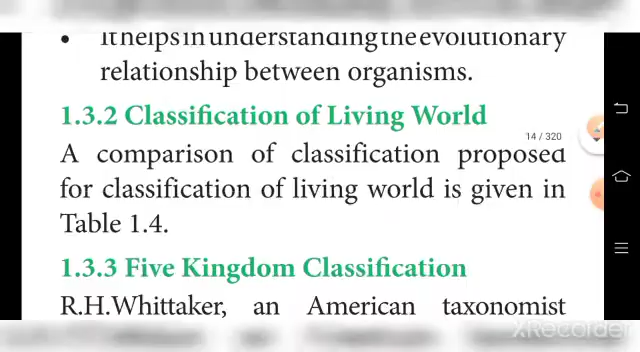 • It helps in understanding the evolutionary
relationship between organisms.
1.3.2 Classification of Living World
14 / 320
A comparison of classification proposed
for classification of living world is given in
Table 1.4.
1.3.3 Five Kingdom Classification
R.H.Whittaker, an American taxonomist
XRecorder